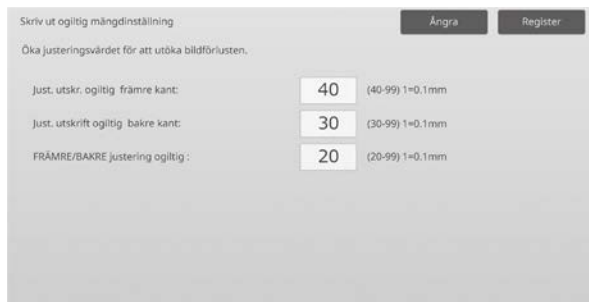 Skriv ut ogiltig mängdinställning
Ångra
Register
Öka justeringsvärdet för att utöka bildförlusten.
Just. utskr. ogiltig främre kant: 40 (40-99) 1=0.1mm
Just. utskrift ogiltig bakre kant: 30 (30-99) 1=0.1mm
FRÄMRE/BAKRE justering ogiltig : 20 (20-99) 1=0.1mm